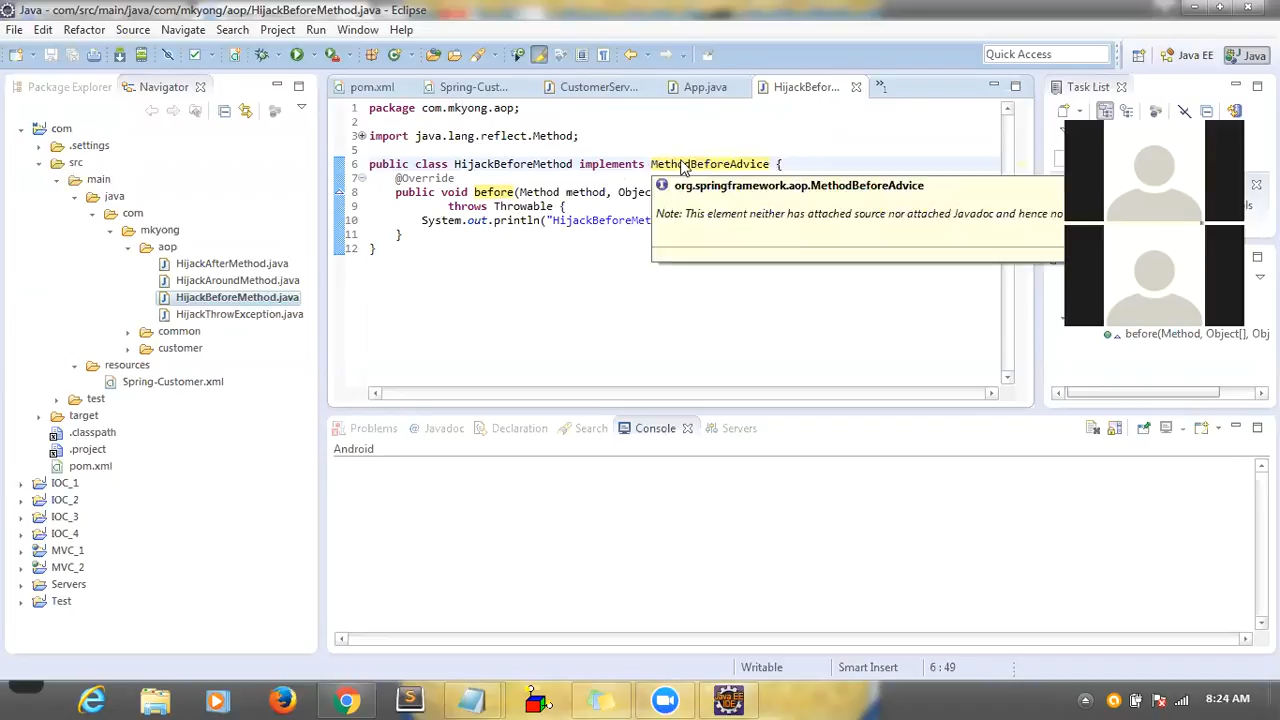 Java - com/src/main/java/com/mkyong/aop/HijackBeforeMethod.java - Eclipse
File Edit Refactor Source Navigate Search Project Run Window Help
Quick Access
Java EE
Java
Package Explorer
Navigator
com
.settings
src
main
java
com
mkyong
aop
HijackAfterMethod.java
HijackAroundMethod.java
HijackBeforeMethod.java
HijackThrowException.java
common
customer
resources
Spring-Customer.xml
test
target
.classpath
.project
pom.xml
IOC_1
IOC_2
IOC_3
IOC_4
MVC_1
MVC_2
Servers
Test
pom.xml
Spring-Cust...
CustomerServ...
App.java
HijackBefor...
1
1 package com.mkyong.aop;
2
3 import java.lang.reflect.Method;
5
6 public class HijackBeforeMethod implements MethodBeforeAdvice {
7 @Override
8 public void before(Method method, Objec
9 throws Throwable {
10 System.out.println("HijackBeforeMet
11 }
12 }
org.springframework.aop.MethodBeforeAdvice
Note: This element neither has attached source nor attached Javadoc and hence no
Task List
before(Method, Object[], Obj
Problems
Javadoc
Declaration
Search
Console
Servers
Android
Writable
Smart Insert
6 : 49
8:24 AM